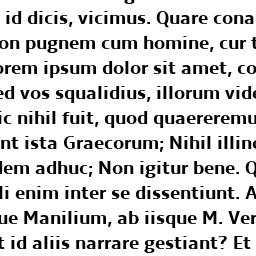 id dicis, vicimus. Quare cona
on pugnem cum homine, cur t
orem ipsum dolor sit amet, co
ed vos squalidius, illorum vide
ic nihil fuit, quod quaereremu
nt ista Graecorum; Nihil illinc
dem adhuc; Non igitur bene. Q
li enim inter se dissentiunt. A
ue Manilium, ab iisque M. Ver
t id aliis narrare gestiant? Et